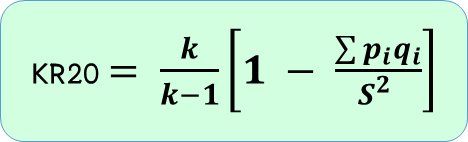 KR20 = k/k−1 [1 − ∑ pᵢqᵢ/S²]